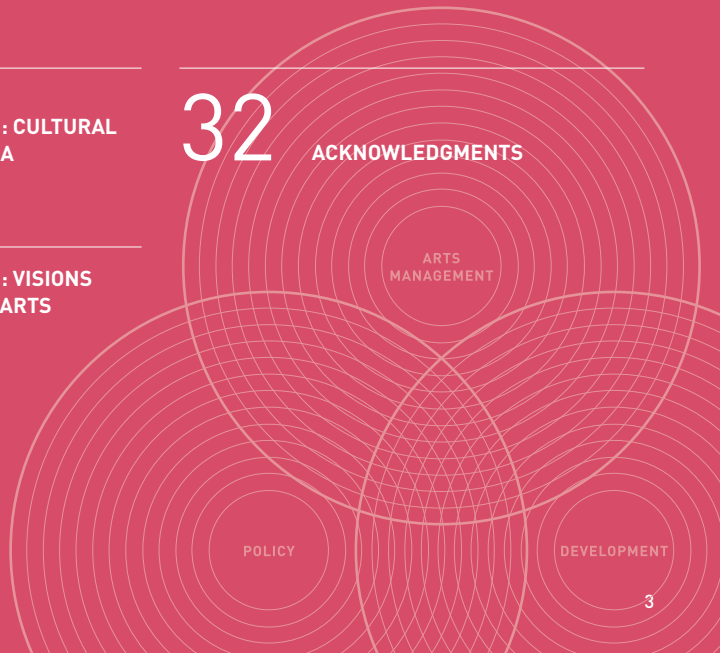 : CULTURAL
A
: VISIONS
ARTS
32 ACKNOWLEDGMENTS
ARTS
MANAGEMENT
POLICY
DEVELOPMENT
3